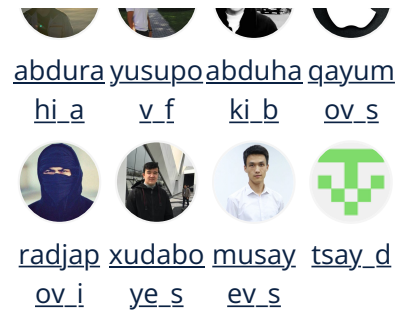 abdura yusupo abduha qayum
hi_a v_f ki_b ov_s
radjap xudabo musay tsay_d
ov_i ye_s ev_s